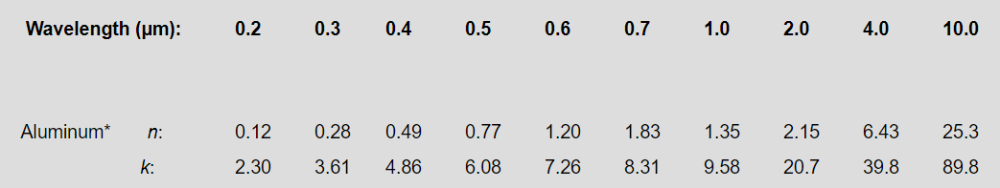 Wavelength (µm): 0.2 0.3 0.4 0.5 0.6 0.7 1.0 2.0 4.0 10.0
Aluminum* n: 0.12 0.28 0.49 0.77 1.20 1.83 1.35 2.15 6.43 25.3
k: 2.30 3.61 4.86 6.08 7.26 8.31 9.58 20.7 39.8 89.8